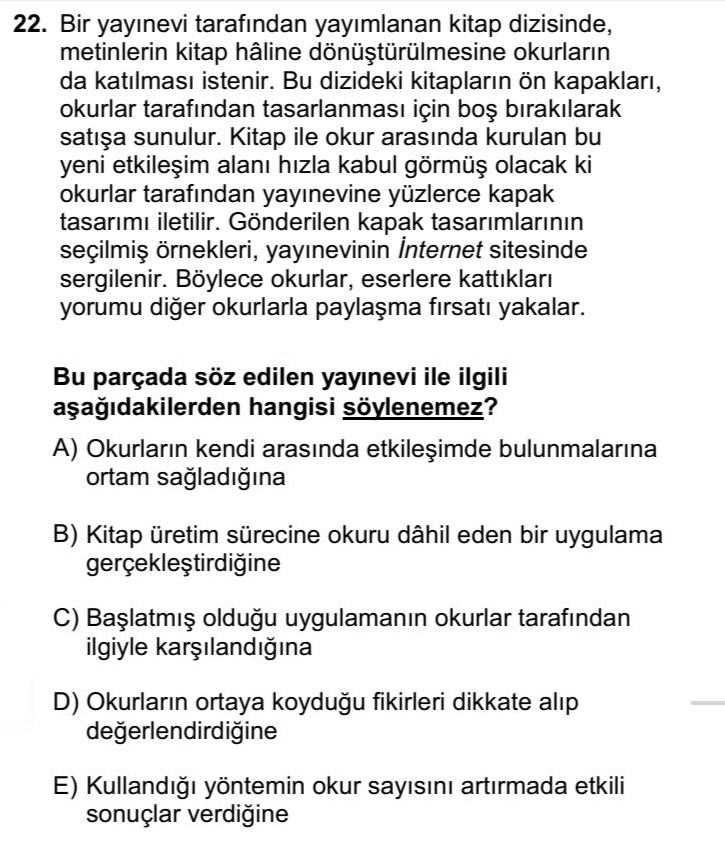 22. Bir yayınevi tarafından yayımlanan kitap dizisinde,
metinlerin kitap hâline dönüştürülmesine okurların
da katılması istenir. Bu dizideki kitapların ön kapakları,
okurlar tarafından tasarlanması için boş bırakılarak
satışa sunulur. Kitap ile okur arasında kurulan bu
yeni etkileşim alanı hızla kabul görmüş olacak ki
okurlar tarafından yayınevine yüzlerce kapak
tasarımı iletilir. Gönderilen kapak tasarımlarının
seçilmiş örnekleri, yayınevinin İnternet sitesinde
sergilenir. Böylece okurlar, eserlere kattıkları
yorumu diğer okurlarla paylaşma fırsatı yakalar.
Bu parçada söz edilen yayınevi ile ilgili
aşağıdakilerden hangisi söylenemez?
A) Okurların kendi arasında etkileşimde bulunmalarına
ortam sağladığına
B) Kitap üretim sürecine okuru dâhil eden bir uygulama
gerçekleştirdiğine
C) Başlatmış olduğu uygulamanın okurlar tarafından
ilgiyle karşılandığına
D) Okurların ortaya koyduğu fikirleri dikkate alıp
değerlendirdiğine
E) Kullandığı yöntemin okur sayısını artırmada etkili
sonuçlar verdiğine